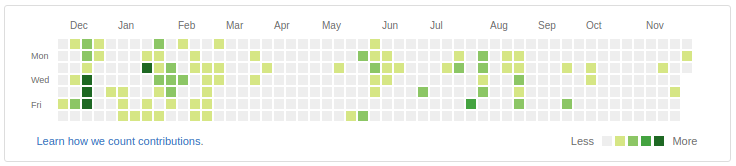 Dec Jan Feb Mar Apr May Jun Jul Aug Sep Oct Nov
Mon
Wed
Fri
Learn how we count contributions. Less More